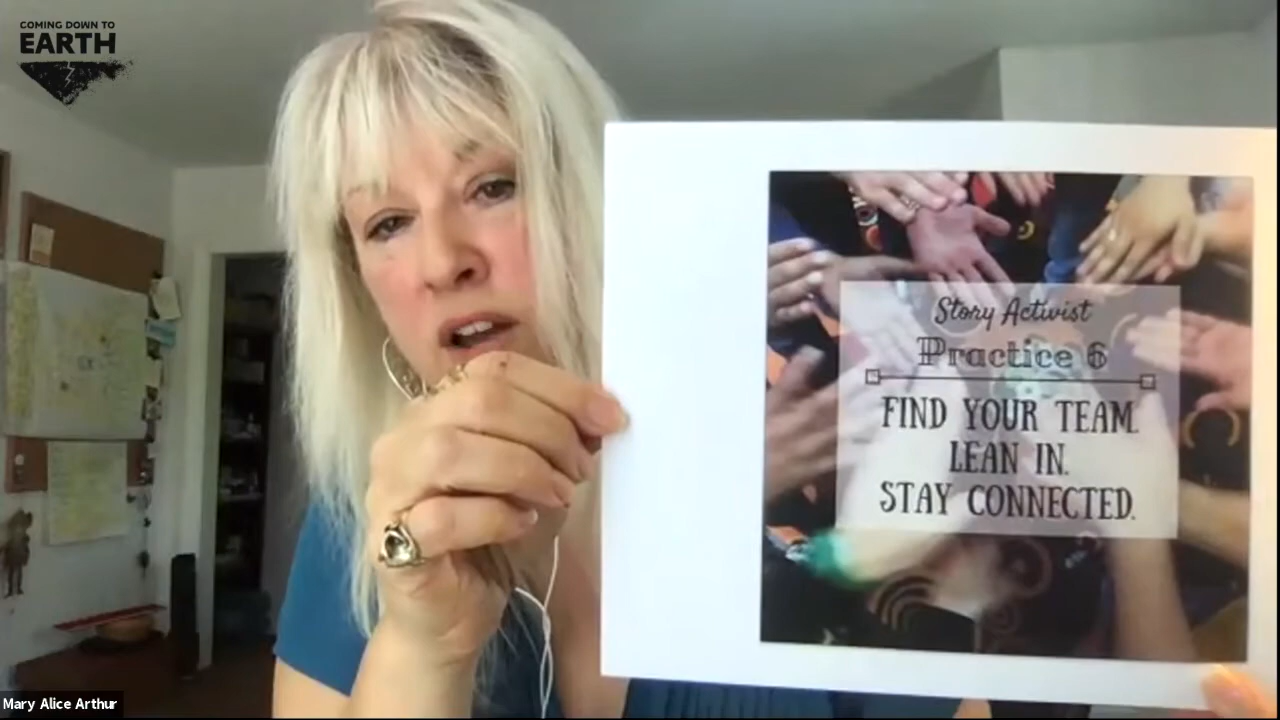 COMING DOWN TO
EARTH
Story Activist
Practice 6
FIND YOUR TEAM.
LEAN IN.
STAY CONNECTED.
Mary Alice Arthur